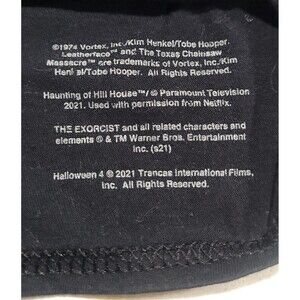 ©1974 Vortex, Inc./Kim Henkel/Tobe Hooper.
Leatherface™ and The Texas Chainsaw
Massacre™ are trademarks of Vortex, Inc./Kim
Henkel/Tobe Hooper. All Rights Reserved.
Haunting of Hill House™/© Paramount Television
2021. Used with permission from Netflix.
THE EXORCIST and all related characters and
elements © & TM Warner Bros. Entertainment
Inc. (s21)
Halloween 4 © 2021 Trancas International Films,
Inc. All Rights Reserved.